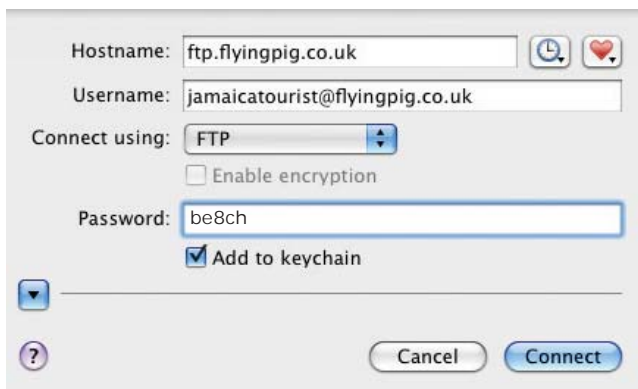 Hostname: ftp.flyingpig.co.uk
Username: jamaicatourist@flyingpig.co.uk
Connect using: FTP
Enable encryption
Password: be8ch
Add to keychain
?
Cancel Connect